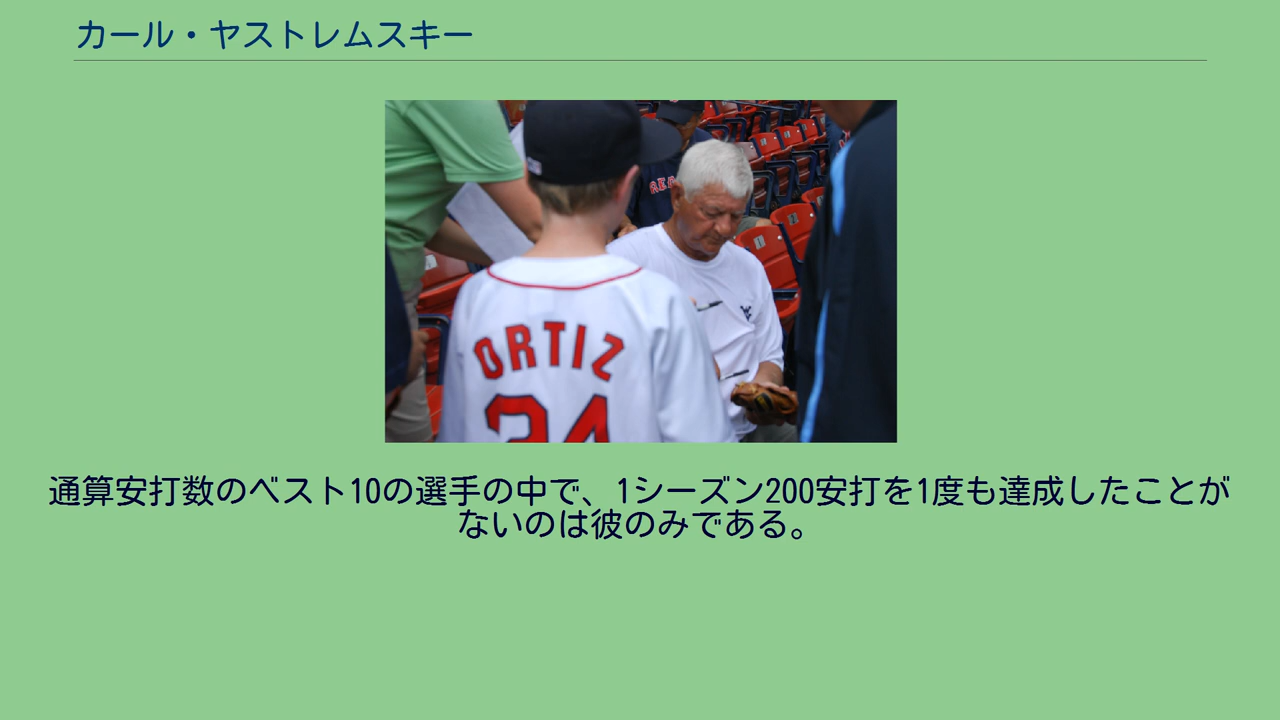 カール・ヤストレムスキー
ORTIZ
34
通算安打数のベスト10の選手の中で、1シーズン200安打を1度も達成したことが
ないのは彼のみである。